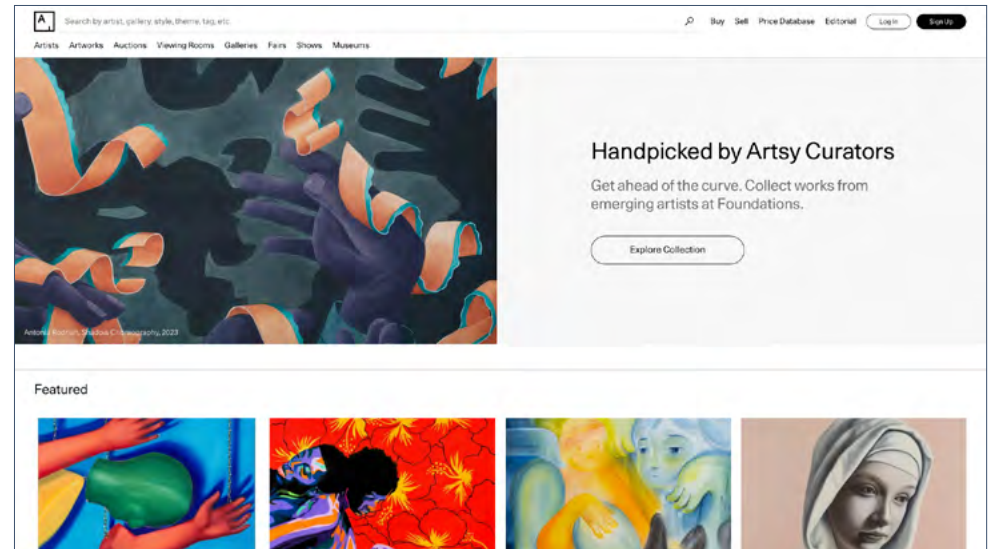 A
Search by artist, gallery, style, theme, tag, etc.
Buy Sell Price Database Editorial Log In Sign Up
Artists Artworks Auctions Viewing Rooms Galleries Fairs Shows Museums
Handpicked by Artsy Curators
Get ahead of the curve. Collect works from
emerging artists at Foundations.
Explore Collection
Shadow Choreography, 2023
Featured